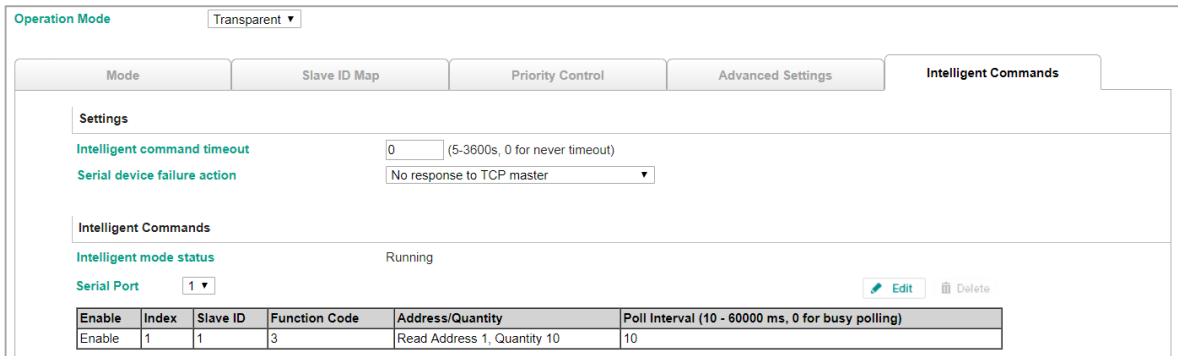 Operation Mode Transparent
Mode Slave ID Map Priority Control Advanced Settings Intelligent Commands
Settings
Intelligent command timeout 0 (5-3600s, 0 for never timeout)
Serial device failure action No response to TCP master
Intelligent Commands
Intelligent mode status Running
Serial Port 1 Edit Delete
Enable Index Slave ID Function Code Address/Quantity Poll Interval (10 - 60000 ms, 0 for busy polling)
Enable 1 1 3 Read Address 1, Quantity 10 10